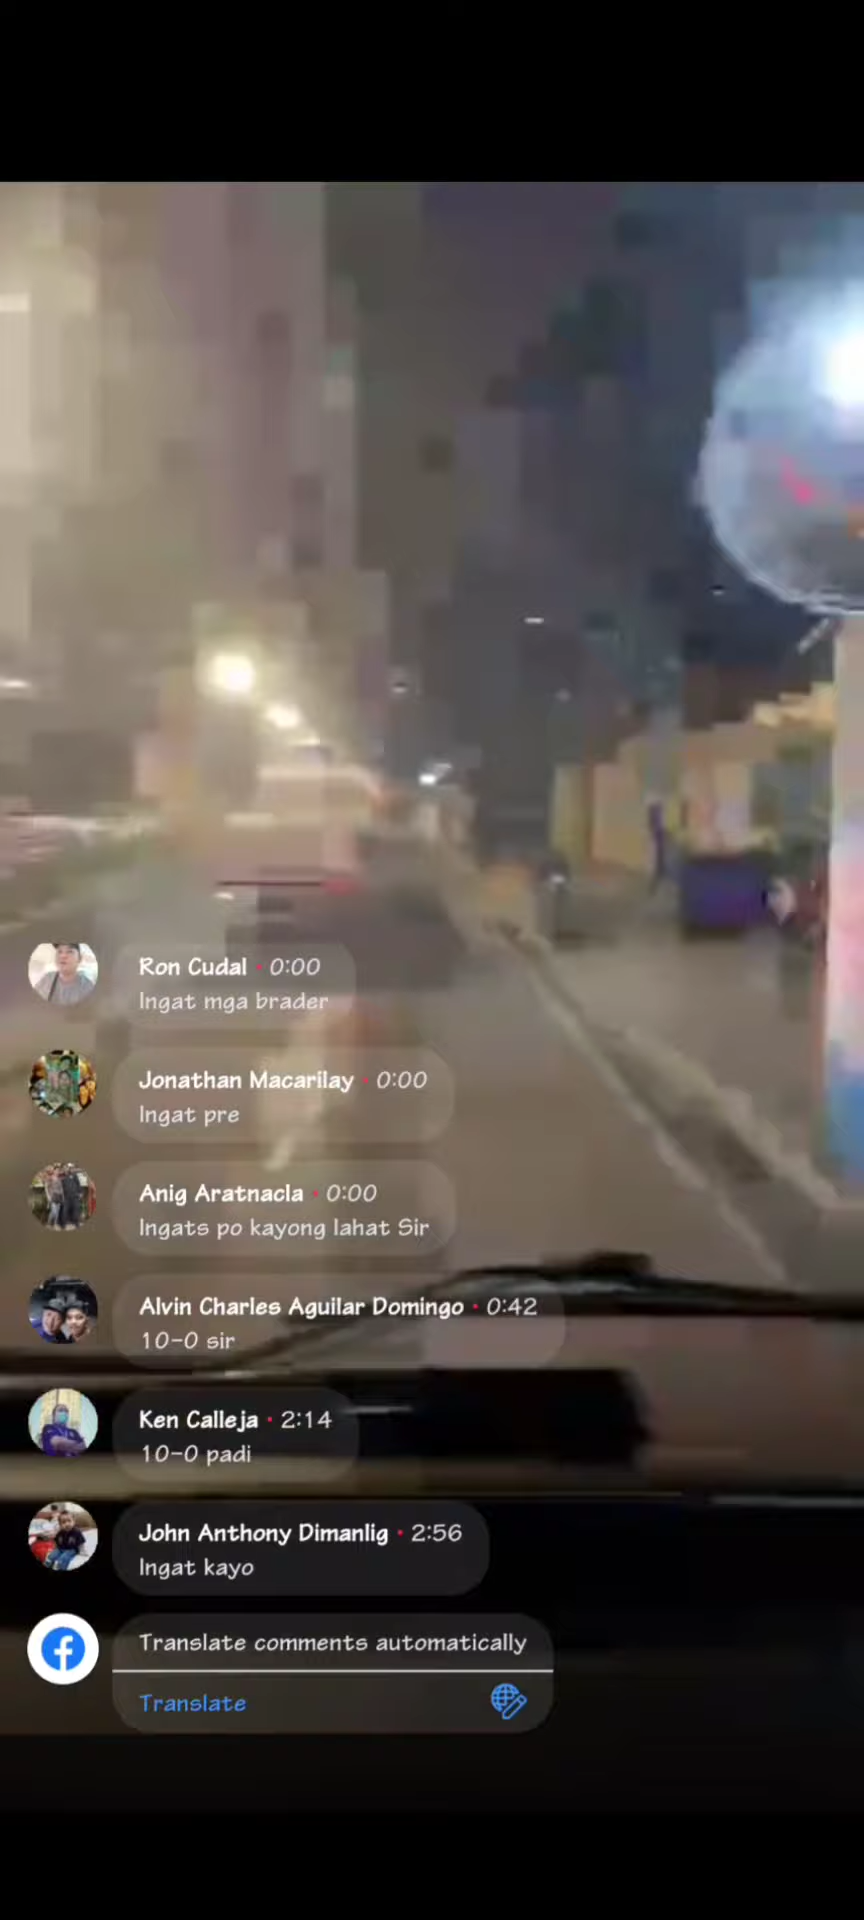 Ron Cudal • 0:00
Ingat mga brader
Jonathan Macarilay • 0:00
Ingat pre
Anig Aratnacla • 0:00
Ingats po kayong lahat Sir
Alvin Charles Aguilar Domingo • 0:42
10-0 sir
Ken Calleja • 2:14
10-0 padi
John Anthony Dimanlig • 2:56
Ingat kayo
Translate comments automatically
Translate